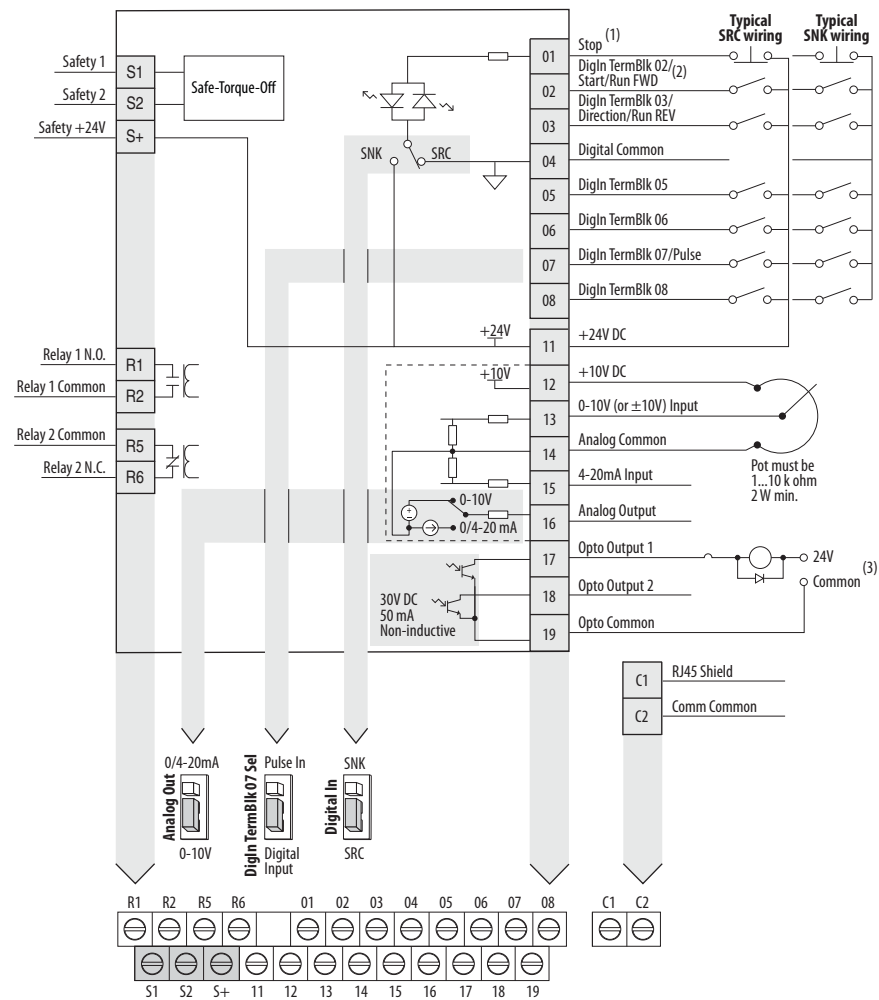 Typical
SRC wiring
Typical
SNK wiring
Safety 1
S1
Safety 2
S2
Safety +24V
S+
Safe-Torque-Off
SNK
SRC
01
Stop (1)
02
DigIn TermBlk 02/
Start/Run FWD (2)
03
DigIn TermBlk 03/
Direction/Run REV
04
Digital Common
05
DigIn TermBlk 05
06
DigIn TermBlk 06
07
DigIn TermBlk 07/Pulse
08
DigIn TermBlk 08
+24V
11
+24V DC
Relay 1 N.O.
R1
Relay 1 Common
R2
Relay 2 Common
R5
Relay 2 N.C.
R6
+10V
12
+10V DC
13
0-10V (or ±10V) Input
14
Analog Common
15
4-20mA Input
Pot must be
1...10 k ohm
2 W min.
0-10V
0/4-20 mA
16
Analog Output
17
Opto Output 1
24V
Common (3)
18
Opto Output 2
19
Opto Common
30V DC
50 mA
Non-inductive
C1
RJ45 Shield
C2
Comm Common
Analog Out
0/4-20mA
0-10V
DigIn TermBlk 07 Sel
Pulse In
Digital
Input
Digital In
SNK
SRC
R1 R2 R5 R6 01 02 03 04 05 06 07 08 C1 C2
S1 S2 S+ 11 12 13 14 15 16 17 18 19